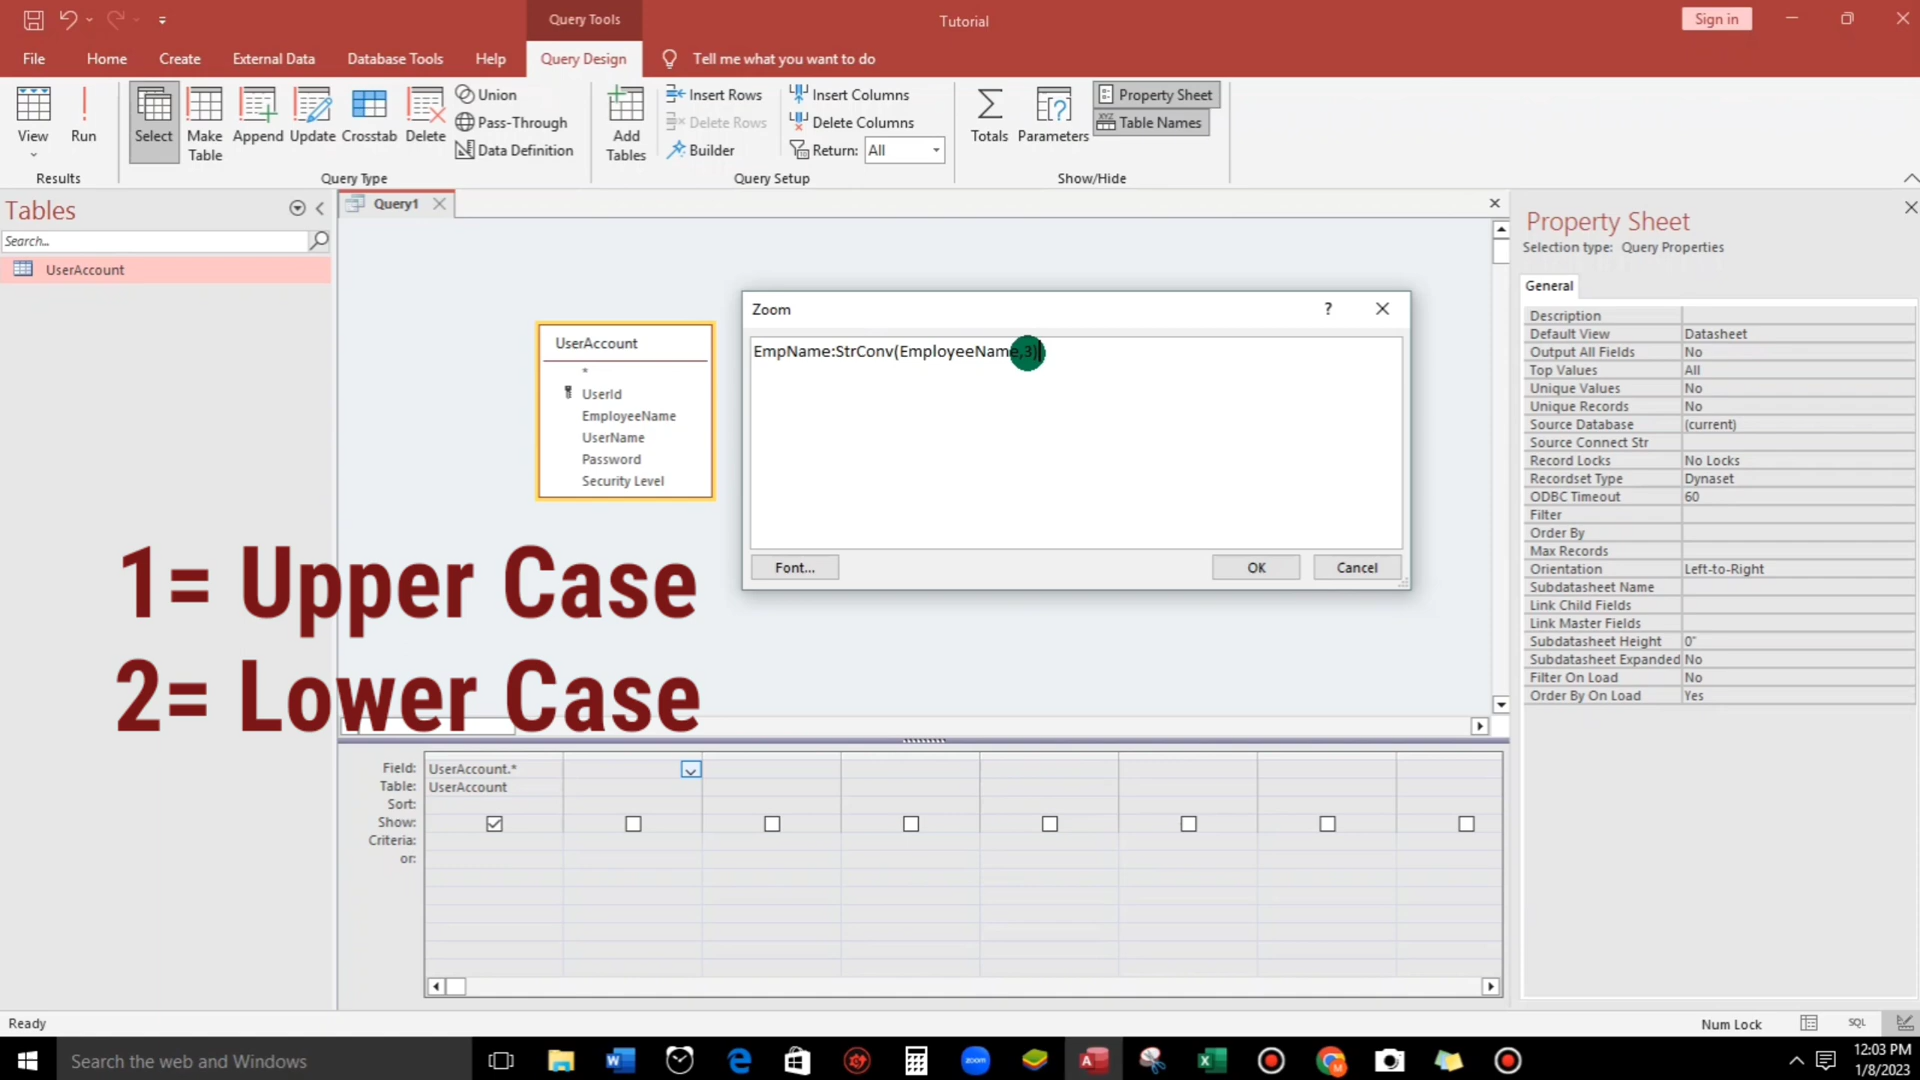 Query Tools
Tutorial
Sign in
File
Home
Create
External Data
Database Tools
Help
Query Design
Tell me what you want to do
View
Run
Select
Make
Table
Append
Update
Crosstab
Delete
Union
Pass-Through
Data Definition
Add
Tables
Insert Rows
Delete Rows
Builder
Insert Columns
Delete Columns
Return: All
Totals
Parameters
Property Sheet
Table Names
Results
Query Type
Query Setup
Show/Hide
Tables
Search...
UserAccount
Query1
UserAccount
*
UserId
EmployeeName
UserName
Password
Security Level
Zoom
?
EmpName:StrConv(EmployeeName,3)
Font...
OK
Cancel
1= Upper Case
2= Lower Case
Field: UserAccount.*
Table: UserAccount
Sort:
Show:
Criteria:
or:
Property Sheet
Selection type: Query Properties
General
Description
Default View Datasheet
Output All Fields No
Top Values All
Unique Values No
Unique Records No
Source Database (current)
Source Connect Str
Record Locks No Locks
Recordset Type Dynaset
ODBC Timeout 60
Filter
Order By
Max Records
Orientation Left-to-Right
Subdatasheet Name
Link Child Fields
Link Master Fields
Subdatasheet Height 0"
Subdatasheet Expanded No
Filter On Load No
Order By On Load Yes
Ready
Num Lock
SQL
Search the web and Windows
zoom
12:03 PM
1/8/2023